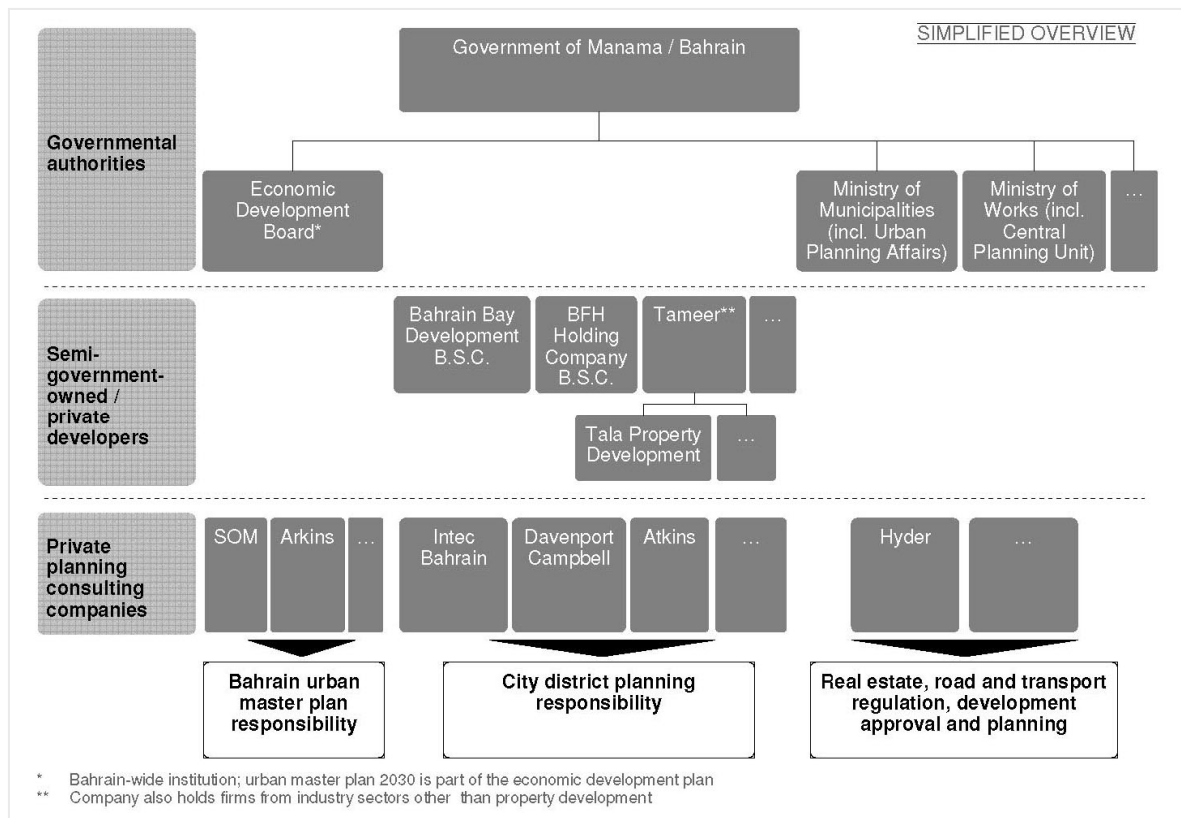 SIMPLIFIED OVERVIEW
Governmental
authorities
Government of Manama / Bahrain
Economic
Development
Board*
Ministry of
Municipalities
(incl. Urban
Planning Affairs)
Ministry of
Works (incl.
Central
Planning Unit)
…
Semi-
government-
owned /
private
developers
Bahrain Bay
Development
B.S.C.
BFH
Holding
Company
B.S.C.
Tameer**
…
Tala Property
Development
…
Private
planning
consulting
companies
SOM
Arkins
…
Intec
Bahrain
Davenport
Campbell
Atkins
…
Hyder
…
Bahrain urban
master plan
responsibility
City district planning
responsibility
Real estate, road and transport
regulation, development
approval and planning
* Bahrain-wide institution; urban master plan 2030 is part of the economic development plan
** Company also holds firms from industry sectors other than property development